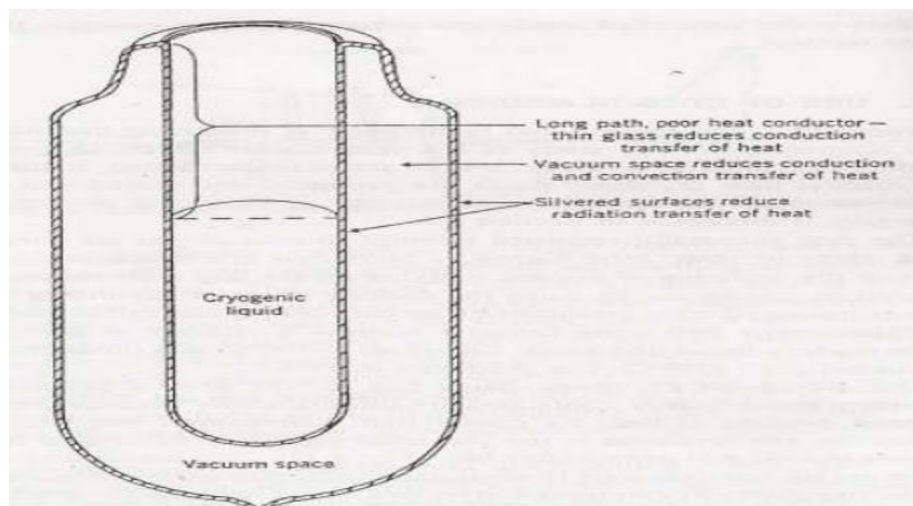 Long path, poor heat conductor —
thin glass reduces conduction
transfer of heat
Vacuum space reduces conduction
and convection transfer of heat
Silvered surfaces reduce
radiation transfer of heat
Cryogenic
liquid
Vacuum space